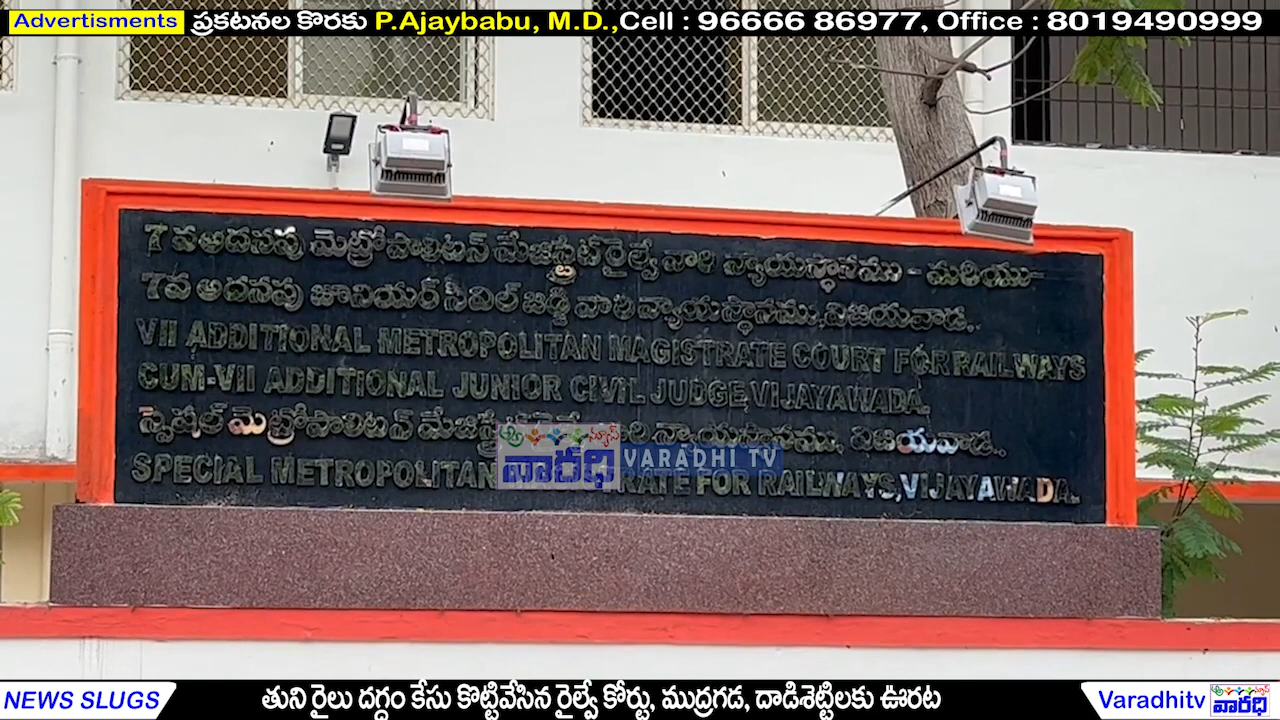 Advertisments ప్రకటనల కొరకు P.Ajaybabu, M.D.,Cell : 96666 86977, Office : 8019490999
7 వ అదనపు మెట్రోపాలిటన్ మేజిస్ట్రేట్ రైల్వే వారి న్యాయస్థానము - మరియు
7వ అదనపు జూనియర్ సివిల్ జడ్జి వారి న్యాయస్థానము, విజయవాడ..
VII ADDITIONAL METROPOLITAN MAGISTRATE COURT FOR RAILWAYS
CUM-VII ADDITIONAL JUNIOR CIVIL JUDGE, VIJAYAWADA.
స్పెషల్ మెట్రోపాలిటన్ వారి న్యాయస్థానము, విజయవాడ..
SPECIAL METROPOLITAN RATE FOR RAILWAYS,VIJAYAWADA.
న్యూస్
వారధి VARADHI TV
NEWS SLUGS తుని రైలు దగ్ధం కేసు కొట్టివేసిన రైల్వే కోర్టు, ముద్రగడ, దాడిశెట్టిలకు ఊరట Varadhitv వారధి